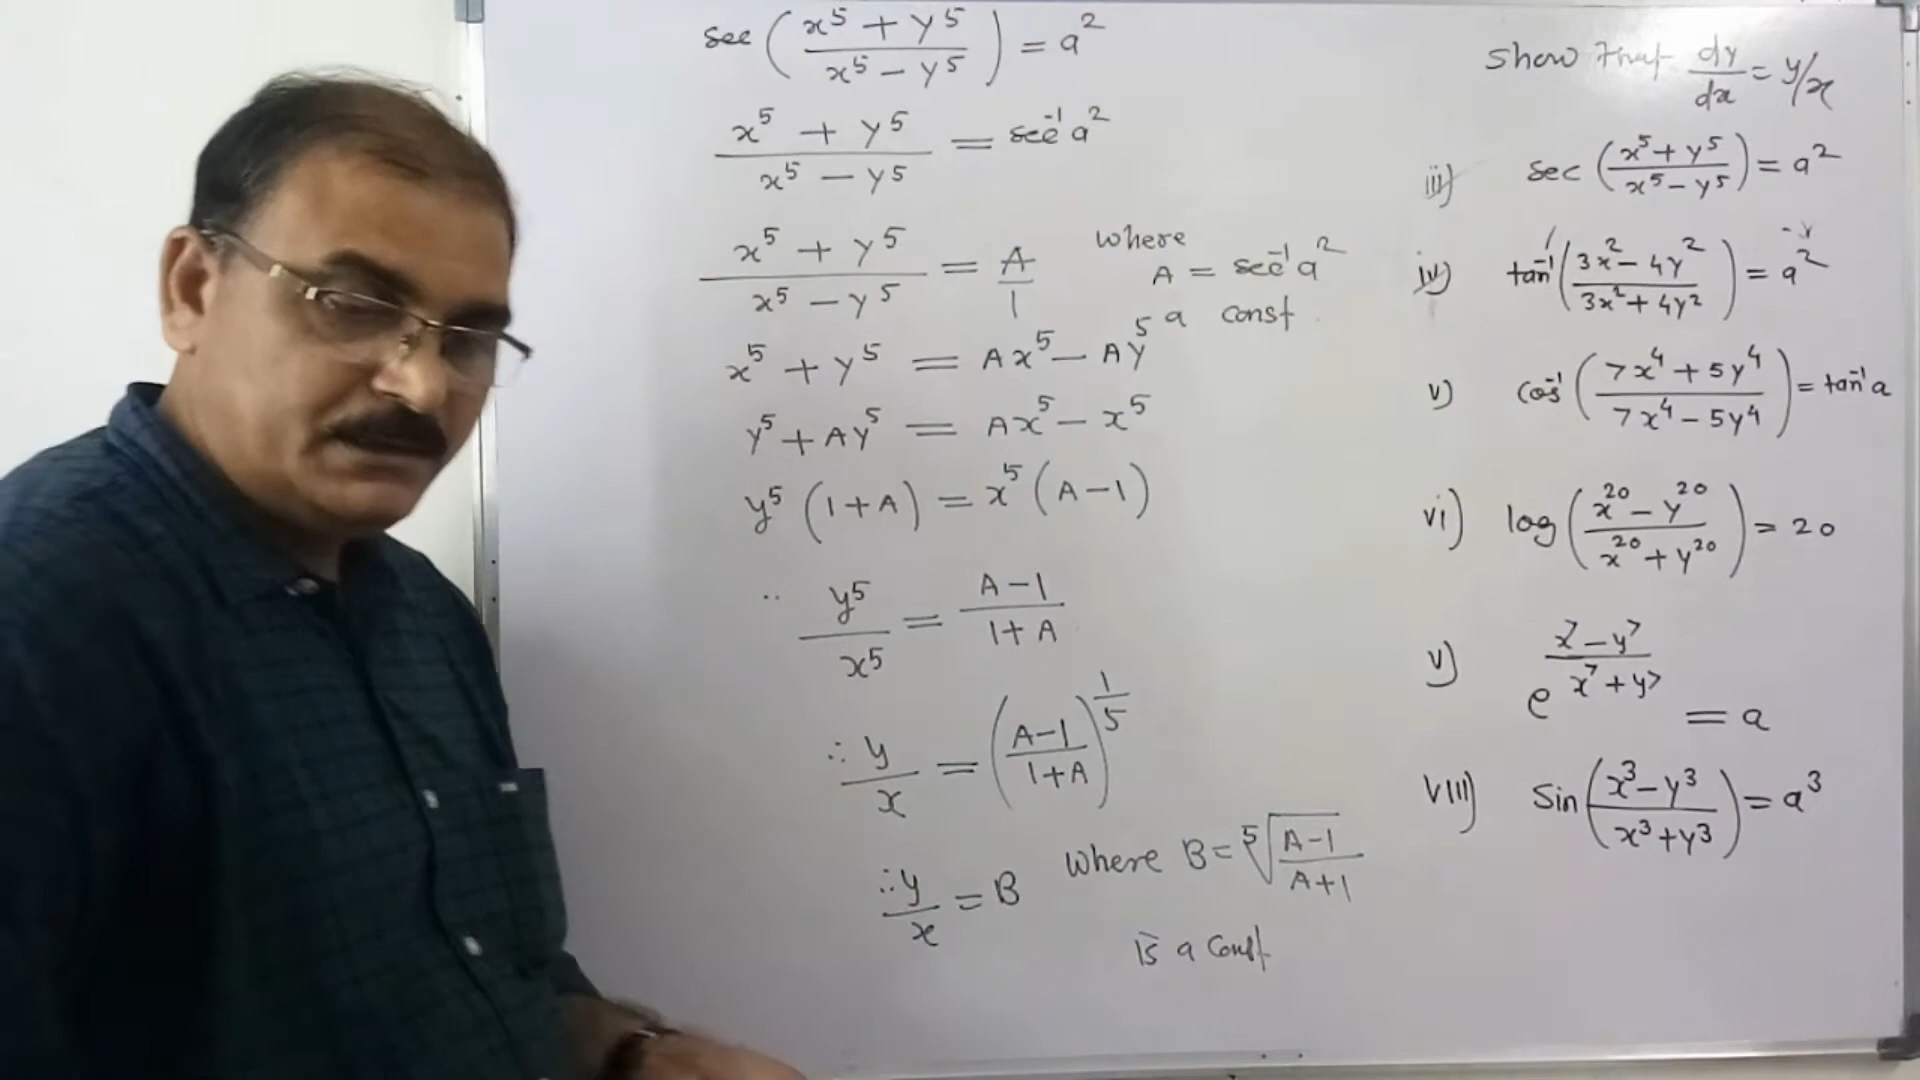 sec ( (x⁵ + y⁵) / (x⁵ − y⁵) ) = a²
(x⁵ + y⁵) / (x⁵ − y⁵) = sec⁻¹ a²
(x⁵ + y⁵) / (x⁵ − y⁵) = A / 1 where A = sec⁻¹ a²
a const
x⁵ + y⁵ = Ax⁵ − Ay⁵
y⁵ + Ay⁵ = Ax⁵ − x⁵
y⁵ (1+A) = x⁵ (A−1)
∴ y⁵ / x⁵ = (A−1) / (1+A)
∴ y / x = ( (A−1) / (1+A) )^(1/5)
∴ y / x = B where B = ⁵√( (A−1) / (A+1) )
is a const
Show that dy/dx = y/x
iii) sec ( (x⁵ + y⁵) / (x⁵ − y⁵) ) = a²
iv) tan⁻¹ ( (3x² − 4y²) / (3x² + 4y²) ) = a²
v) cos⁻¹ ( (7x⁴ + 5y⁴) / (7x⁴ − 5y⁴) ) = tan⁻¹ a
vi) log ( (x²⁰ − y²⁰) / (x²⁰ + y²⁰) ) = 20
v) e^( (x⁷ − y⁷) / (x⁷ + y⁷) ) = a
VIII) Sin ( (x³ − y³) / (x³ + y³) ) = a³